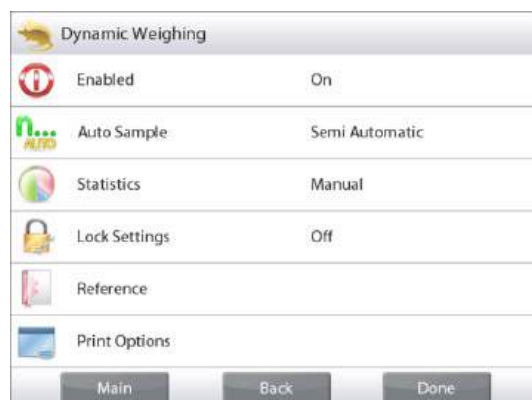 Dynamic Weighing
Enabled On
n... AUTO Auto Sample Semi Automatic
Statistics Manual
Lock Settings Off
Reference
Print Options
Main Back Done